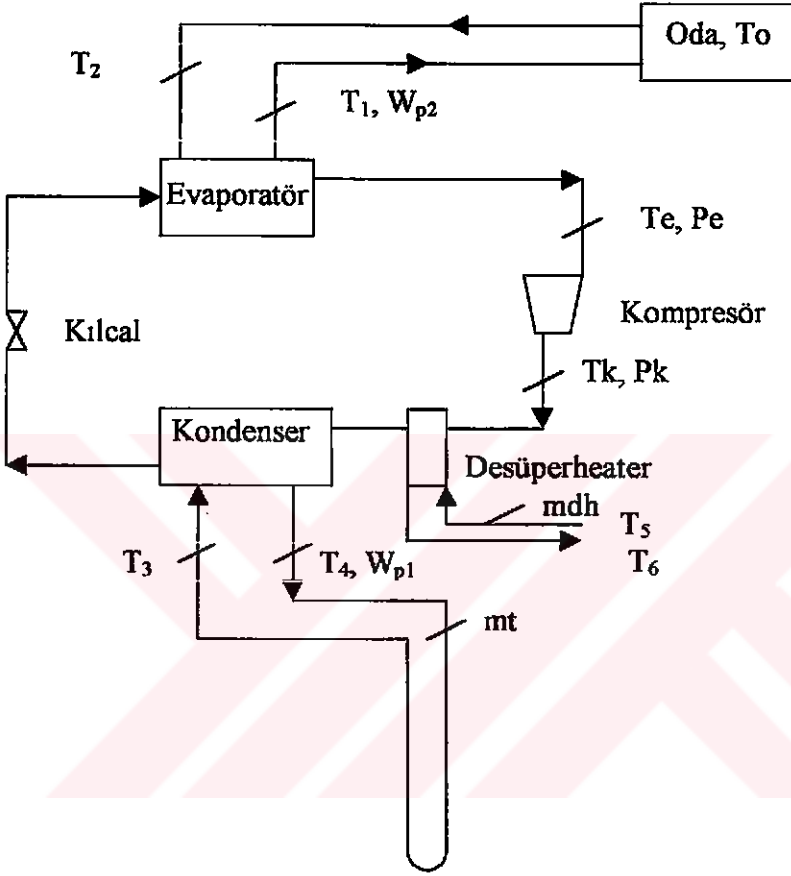 Oda, To
T₂
T₁, Wₚ₂
Evaporatör
Te, Pe
Kompresör
Kılcal
Tk, Pk
Kondenser
Desüperheater
mdh
T₅
T₆
T₃
T₄, Wₚ₁
mt